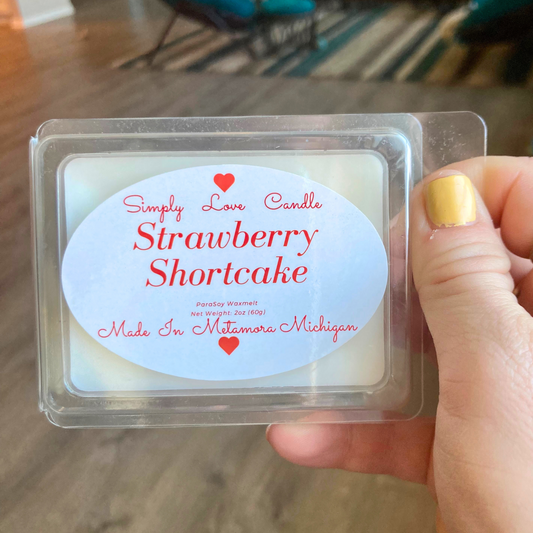 Simply Love Candle
Strawberry
Shortcake
ParaSoy Waxmelt
Net Weight: 2oz (60g)
Made In Metamora Michigan